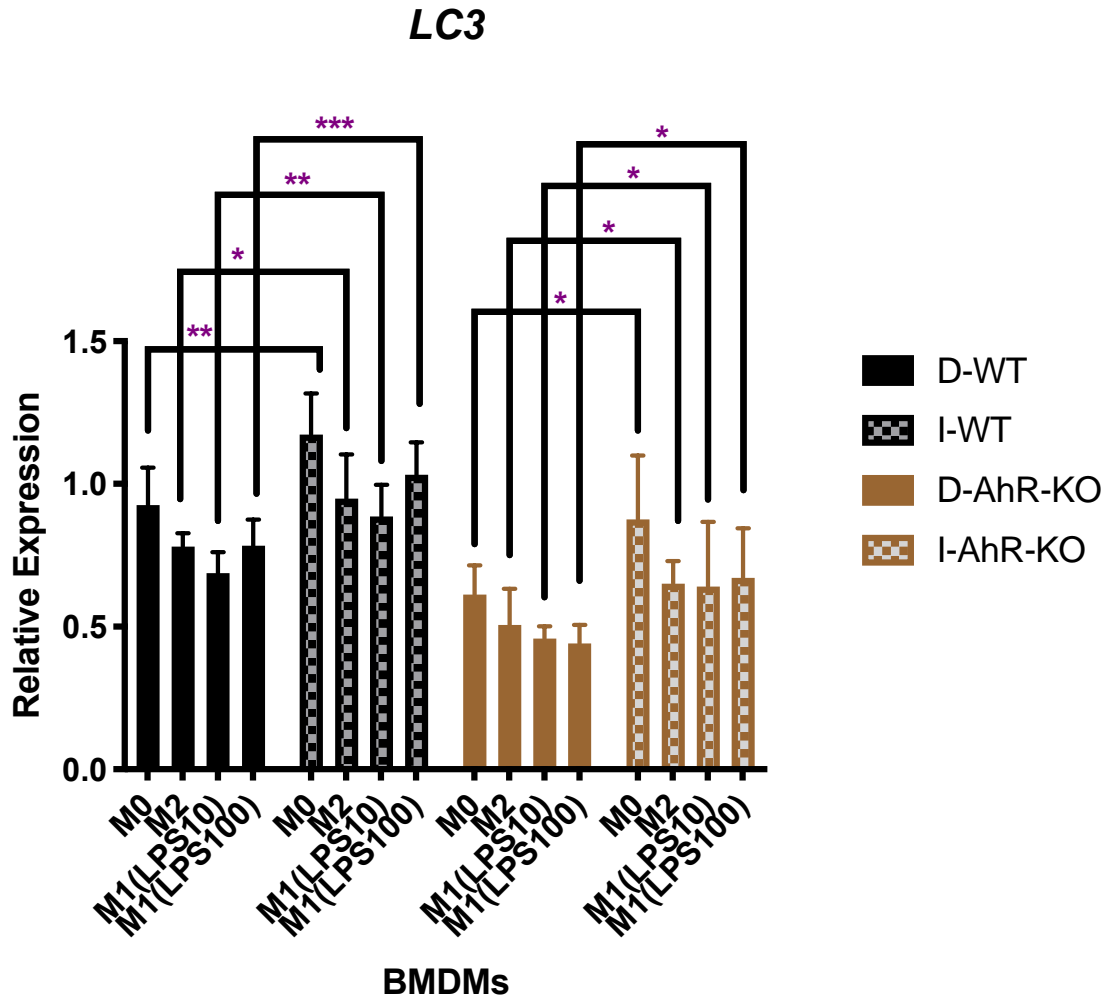 LC3
***
*
**
*
*
*
**
*
1.5
1.0
0.5
0.0
Relative Expression
M0
M2
M1(LPS10)
M1(LPS100)
M0
M2
M1(LPS10)
M1(LPS100)
M0
M2
M1(LPS10)
M1(LPS100)
M0
M2
M1(LPS10)
M1(LPS100)
BMDMs
D-WT
I-WT
D-AhR-KO
I-AhR-KO